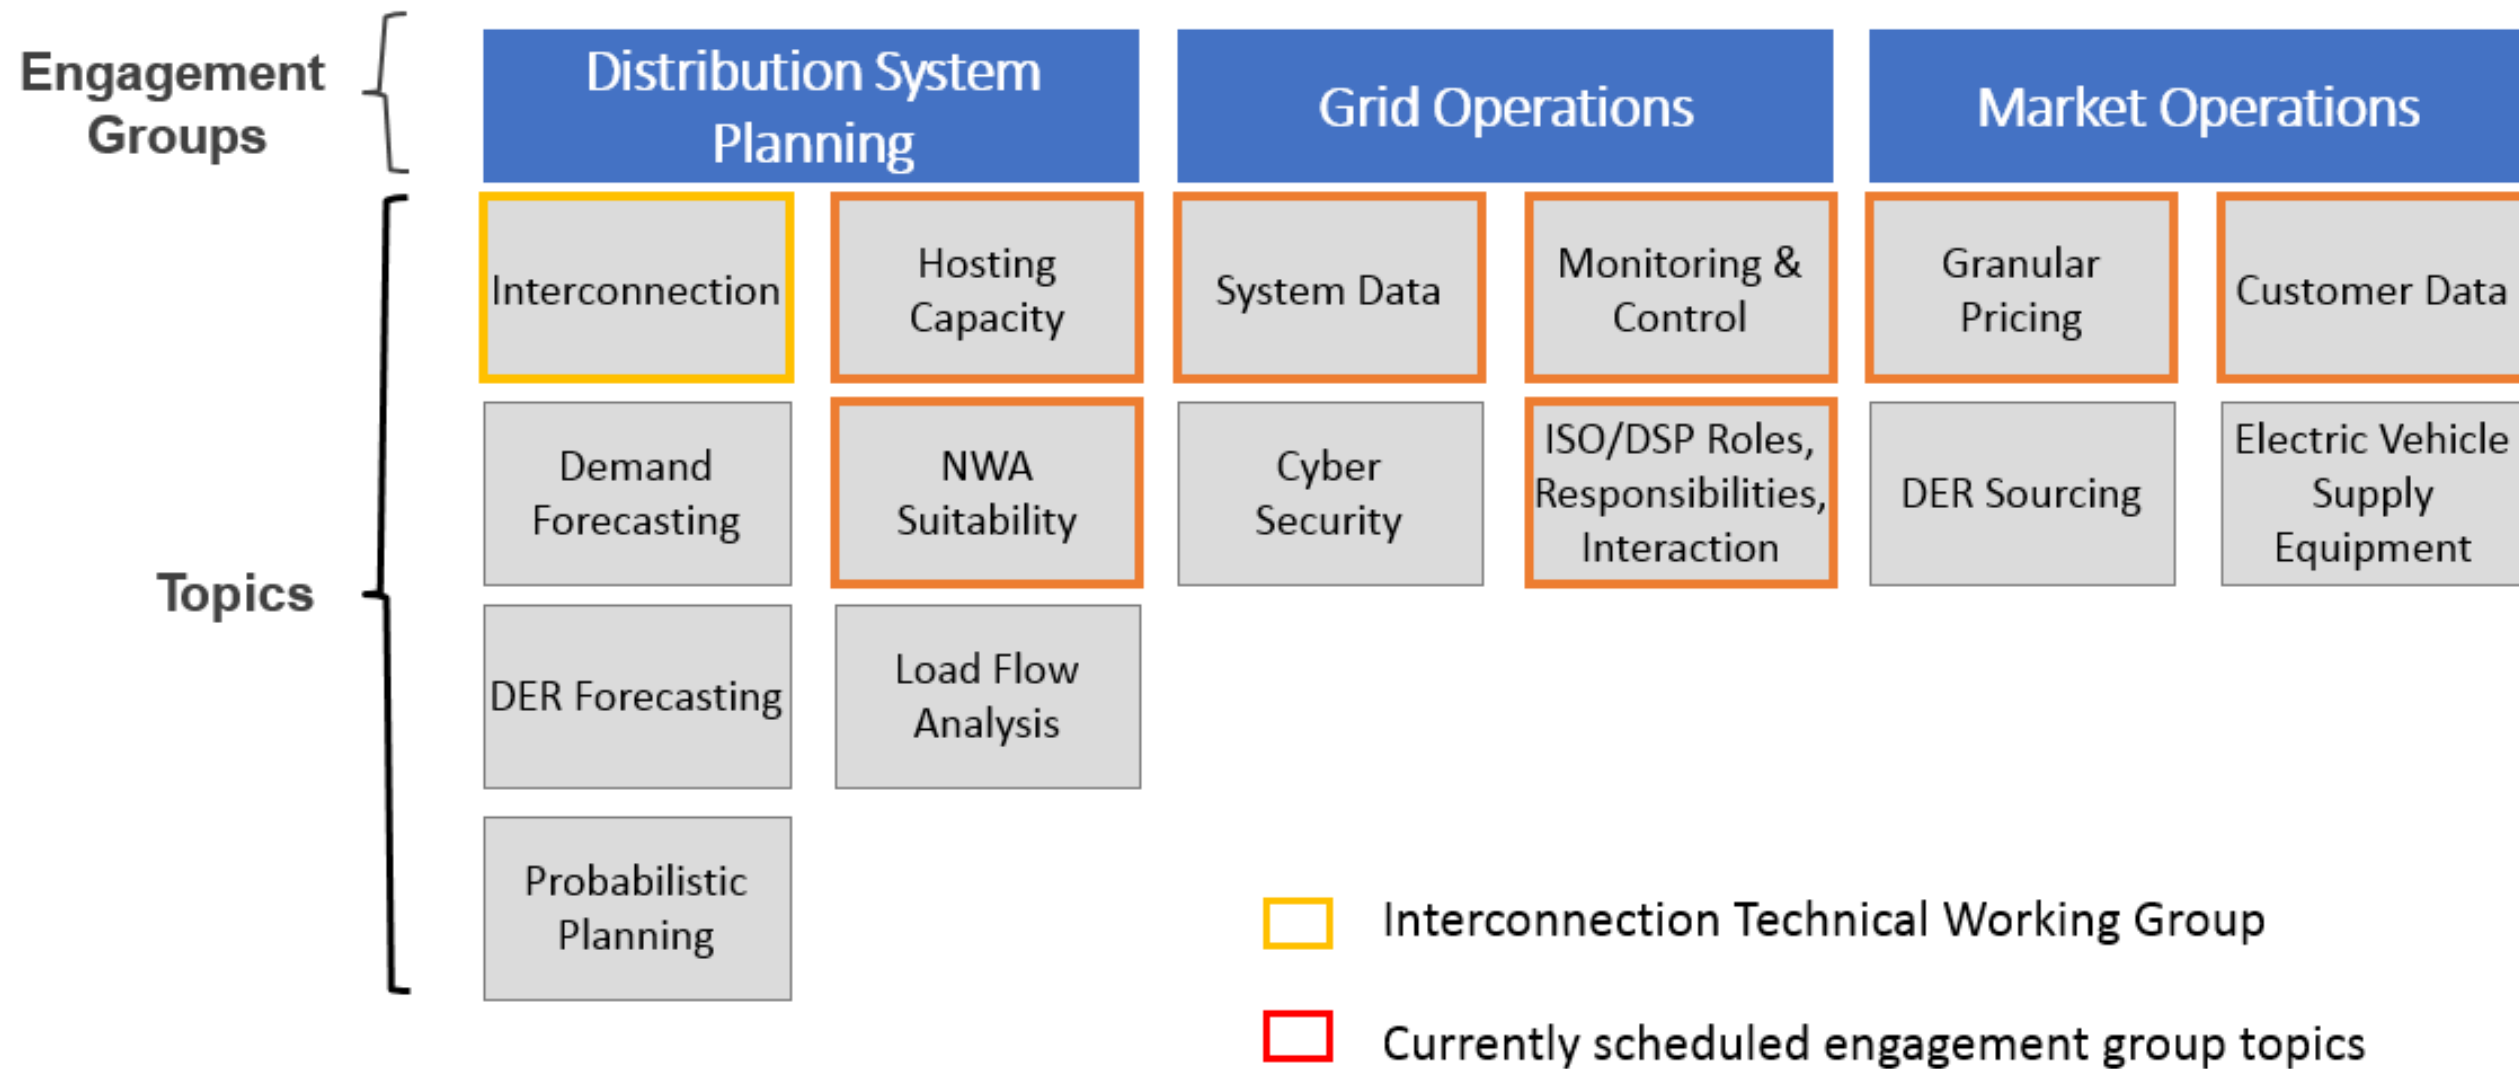 Engagement
Groups
Distribution System
Planning
Grid Operations
Market Operations
Topics
Interconnection
Hosting
Capacity
System Data
Monitoring &
Control
Granular
Pricing
Customer Data
Demand
Forecasting
NWA
Suitability
Cyber
Security
ISO/DSP Roles,
Responsibilities,
Interaction
DER Sourcing
Electric Vehicle
Supply
Equipment
DER Forecasting
Load Flow
Analysis
Probabilistic
Planning
Interconnection Technical Working Group
Currently scheduled engagement group topics